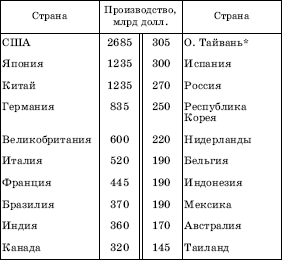 Страна Производство, млрд долл. Страна
США 2685 305 О. Тайвань*
Япония 1235 300 Испания
Китай 1235 270 Россия
Германия 835 250 Республика Корея
Великобритания 600 220 Нидерланды
Италия 520 190 Бельгия
Франция 445 190 Индонезия
Бразилия 370 190 Мексика
Индия 360 170 Австралия
Канада 320 145 Таиланд